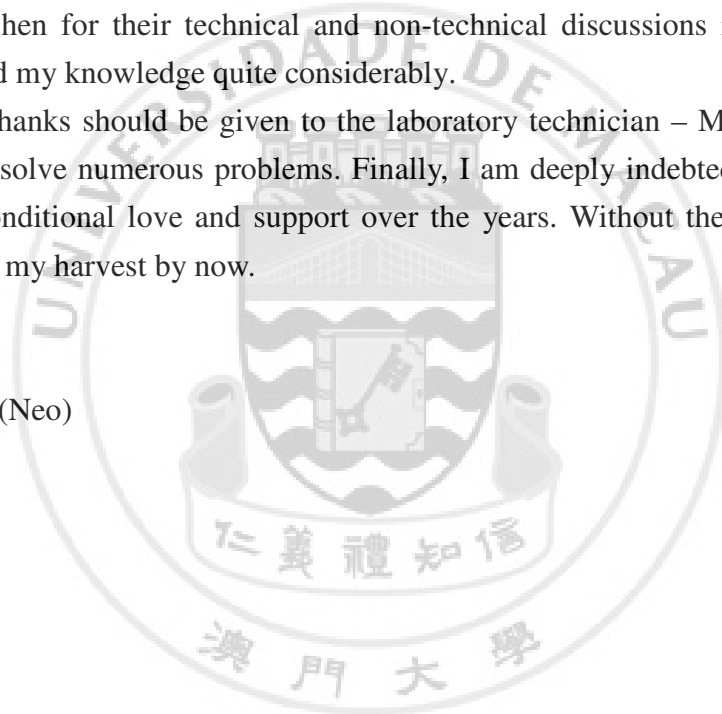 hen for their technical and non-technical discussions
d my knowledge quite considerably.
hanks should be given to the laboratory technician – M
solve numerous problems. Finally, I am deeply indebted
onditional love and support over the years. Without the
my harvest by now.
(Neo)
UNIVERSIDADE DE MACAU
仁義禮知信
澳門大學